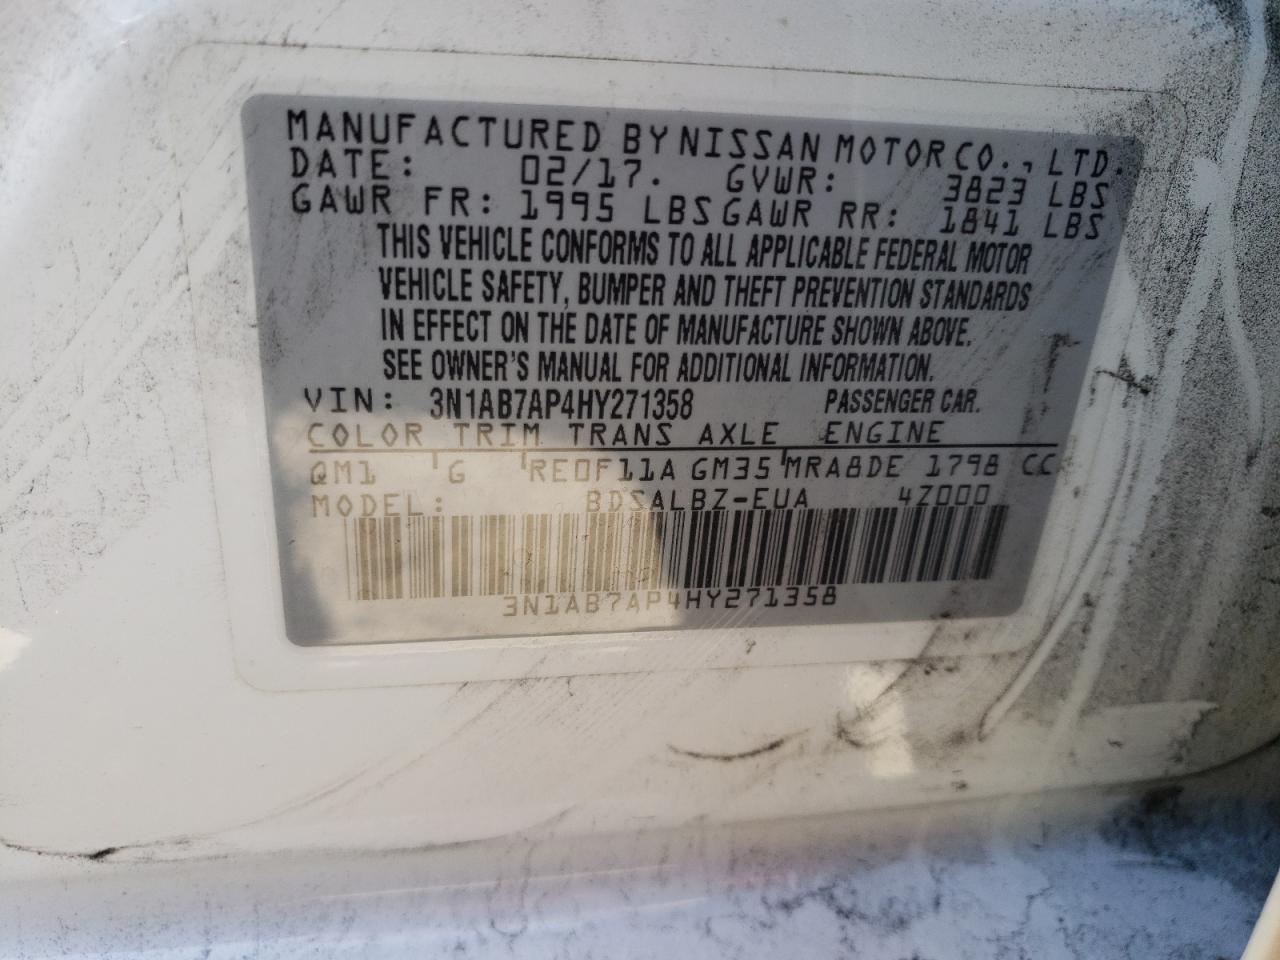 MANUFACTURED BY NISSAN MOTOR CO., LTD.
DATE: 02/17. GVWR: 3823 LBS
GAWR FR: 1995 LBS GAWR RR: 1841 LBS
THIS VEHICLE CONFORMS TO ALL APPLICABLE FEDERAL MOTOR
VEHICLE SAFETY, BUMPER AND THEFT PREVENTION STANDARDS
IN EFFECT ON THE DATE OF MANUFACTURE SHOWN ABOVE.
SEE OWNER'S MANUAL FOR ADDITIONAL INFORMATION.
VIN: 3N1AB7AP4HY271358 PASSENGER CAR.
COLOR TRIM TRANS AXLE ENGINE
QM1 G RE0F11A GM35 MRA8DE 1798 CC
MODEL: BDSALBZ-EUA 4Z000
3N1AB7AP4HY271358